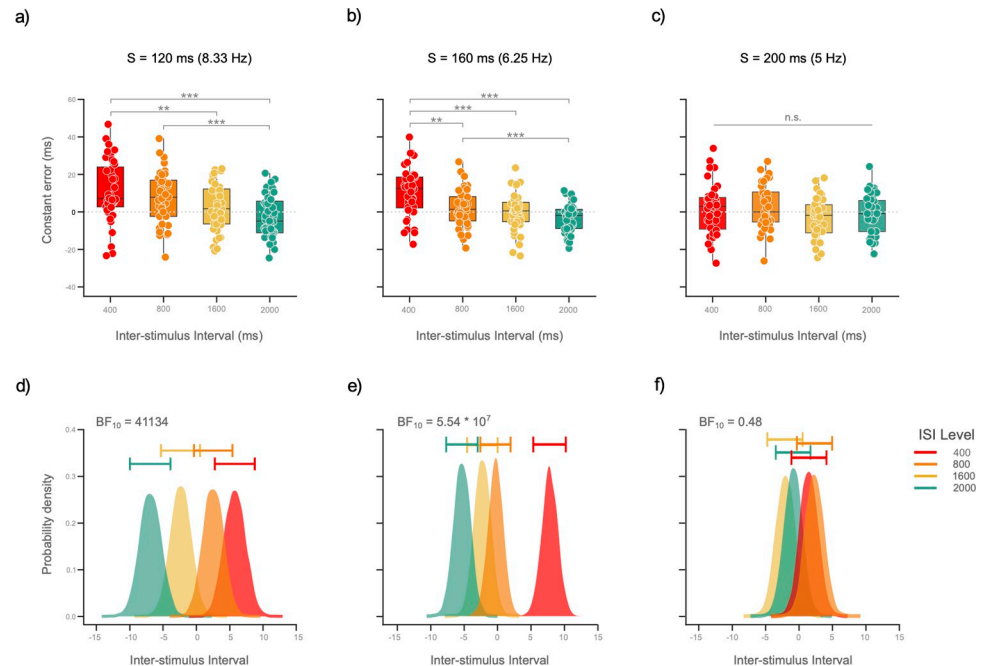 a)
S = 120 ms (8.33 Hz)
Constant error (ms)
60
40
20
0
-20
-40
***
**
***
400
800
1600
2000
Inter-stimulus Interval (ms)
b)
S = 160 ms (6.25 Hz)
***
***
**
***
400
800
1600
2000
Inter-stimulus Interval (ms)
c)
S = 200 ms (5 Hz)
n.s.
400
800
1600
2000
Inter-stimulus Interval (ms)
d)
BF10 = 41134
Probability density
0.4
0.3
0.2
0.1
0.0
-15 -10 -5 0 5 10 15
Inter-stimulus Interval
e)
BF10 = 5.54 * 10⁷
-15 -10 -5 0 5 10 15
Inter-stimulus Interval
f)
BF10 = 0.48
-15 -10 -5 0 5 10 15
Inter-stimulus Interval
ISI Level
400
800
1600
2000